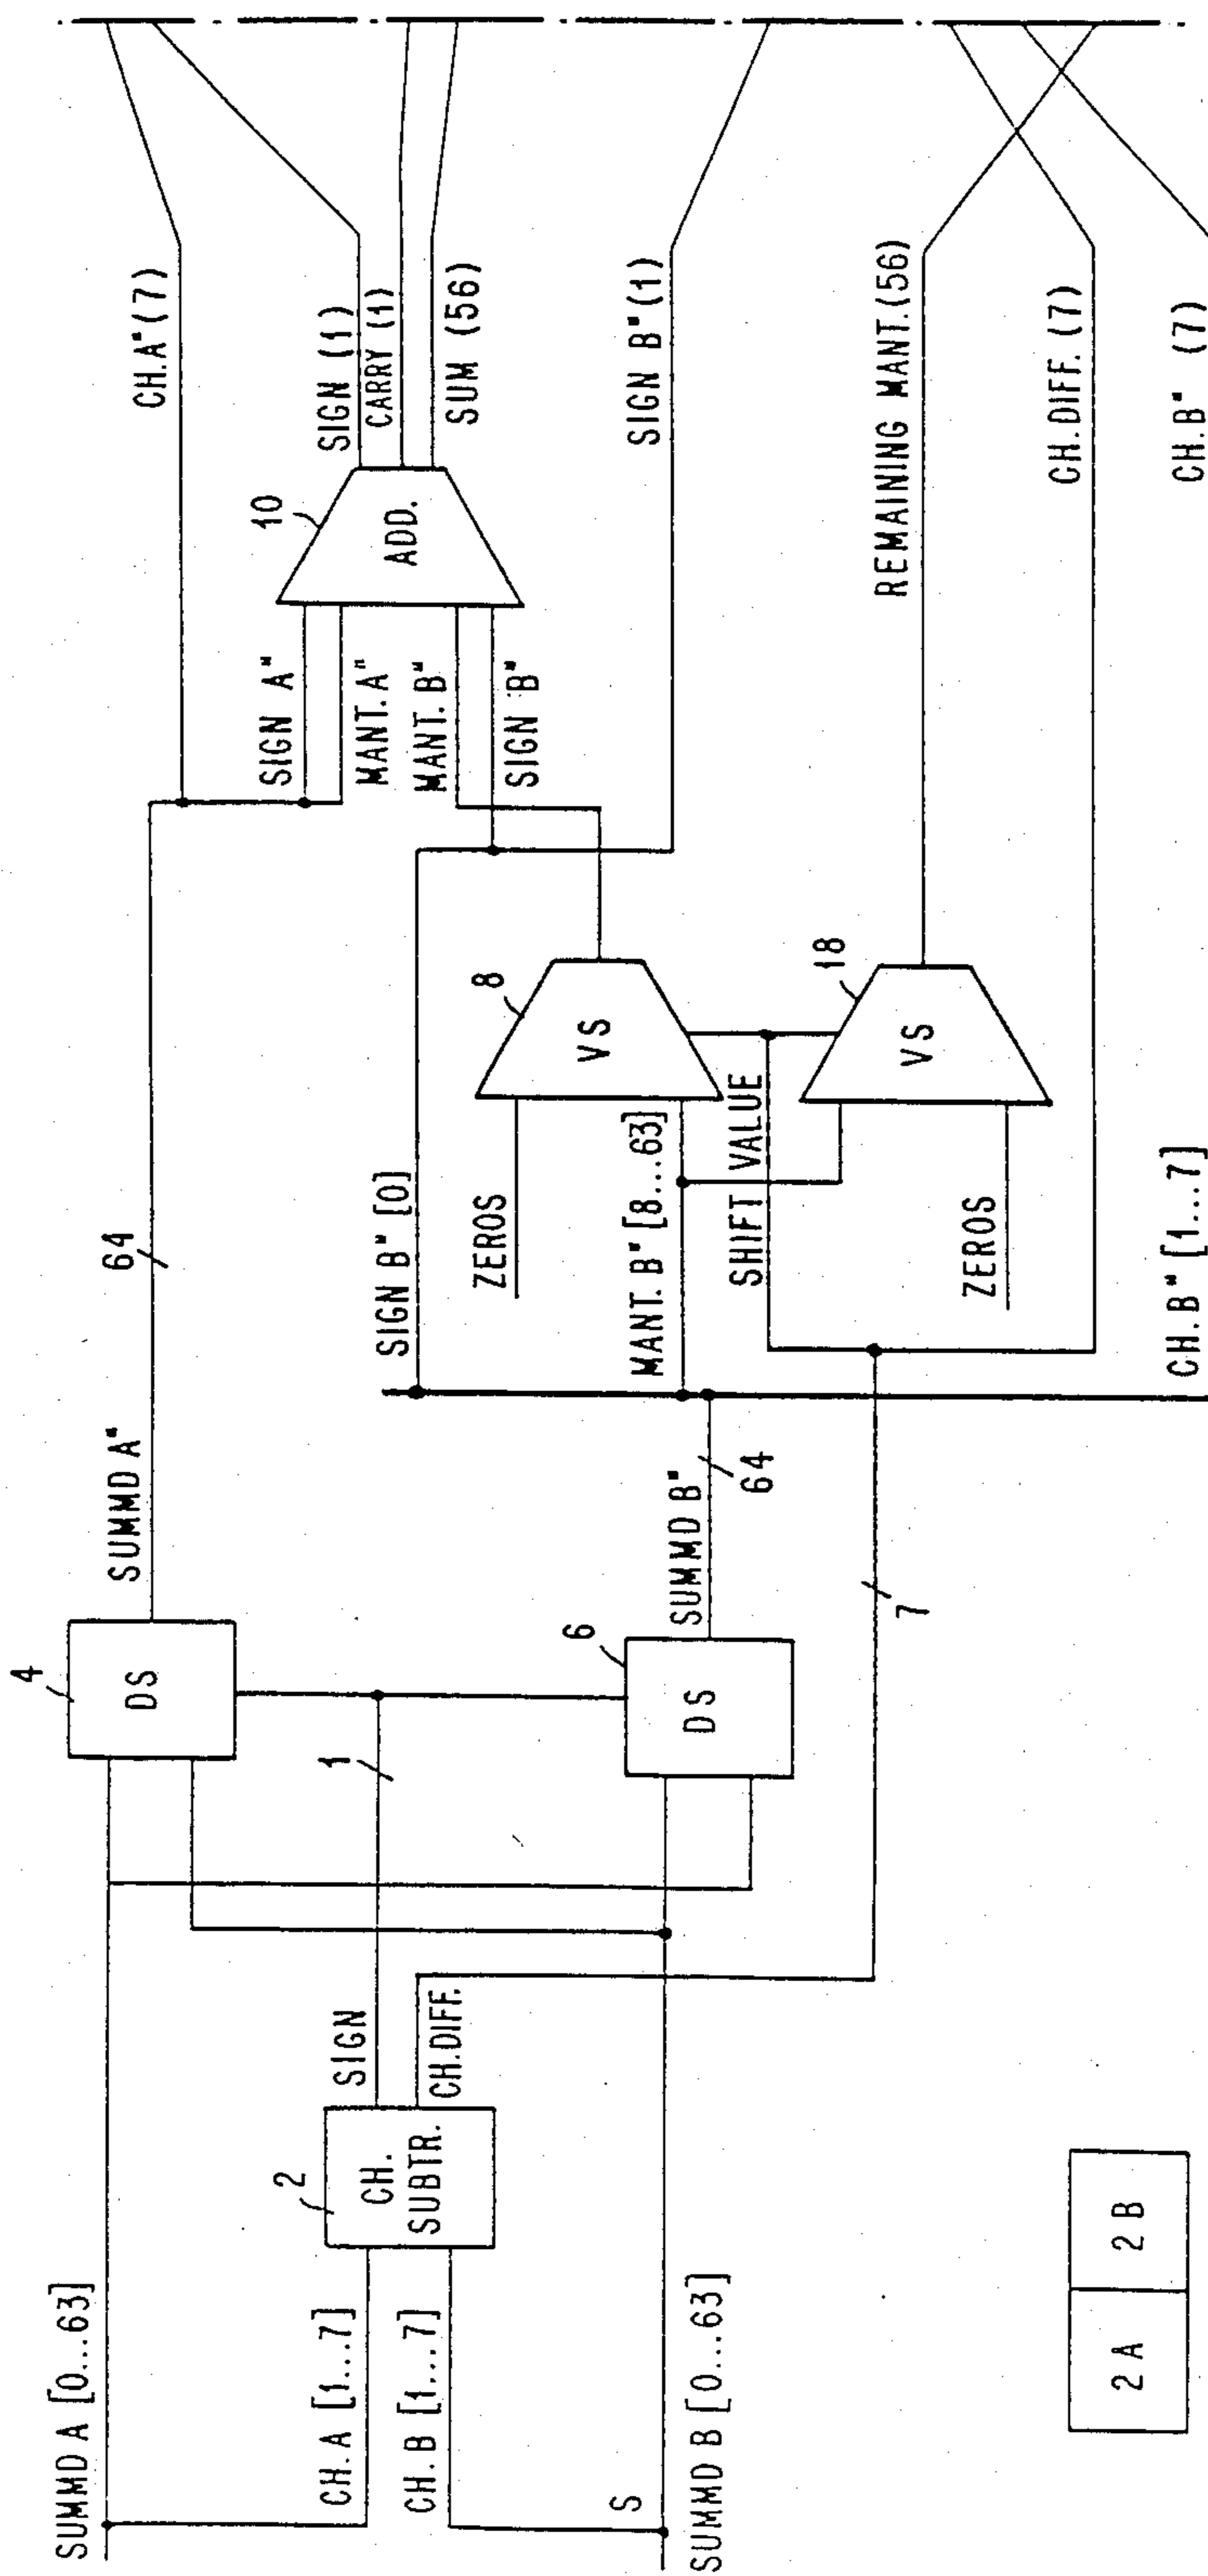 SUMMD A [0...63]
CH. A [1...7]
CH. B [1...7]
S
SUMMD B [0...63]
2
CH.
SUBTR.
SIGN
CH.DIFF.
1
4
DS
6
DS
SUMMD A"
64
SUMMD B"
64
7
SIGN B" [0]
ZEROS
MANT. B" [8...63]
SHIFT VALUE
ZEROS
CH. B" [1...7]
8
VS
18
VS
SIGN A"
MANT. A"
MANT. B"
SIGN B"
10
ADD.
CH.A" (7)
SIGN (1)
CARRY (1)
SUM (56)
SIGN B" (1)
REMAINING MANT.(56)
CH.DIFF. (7)
CH.B" (7)
2A
2B